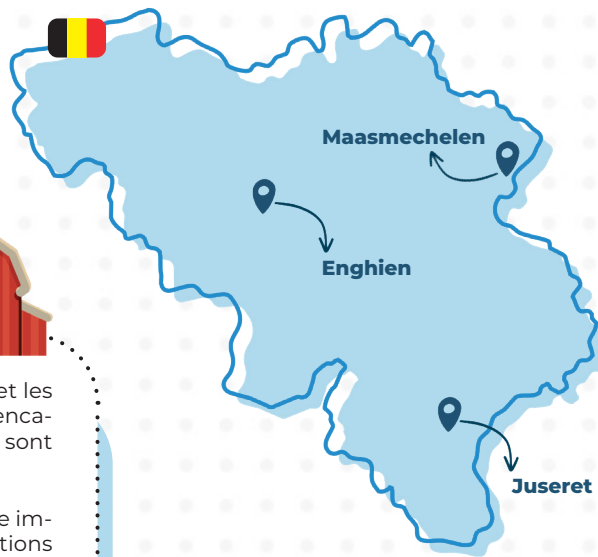 Maasmechelen
Enghien
et les
enca-
sont
Juseret
e im-
tions